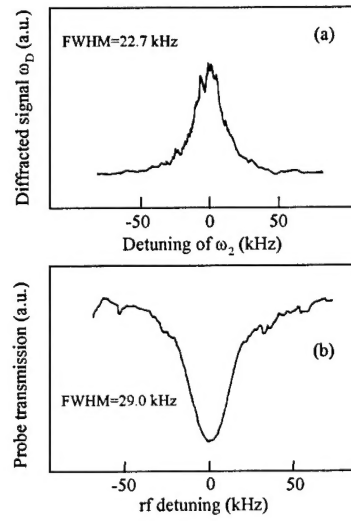 Diffracted signal ω_D (a.u.)
FWHM=22.7 kHz
(a)
-50 0 50
Detuning of ω₂ (kHz)
Probe transmission (a.u.)
(b)
FWHM=29.0 kHz
-50 0 50
rf detuning (kHz)